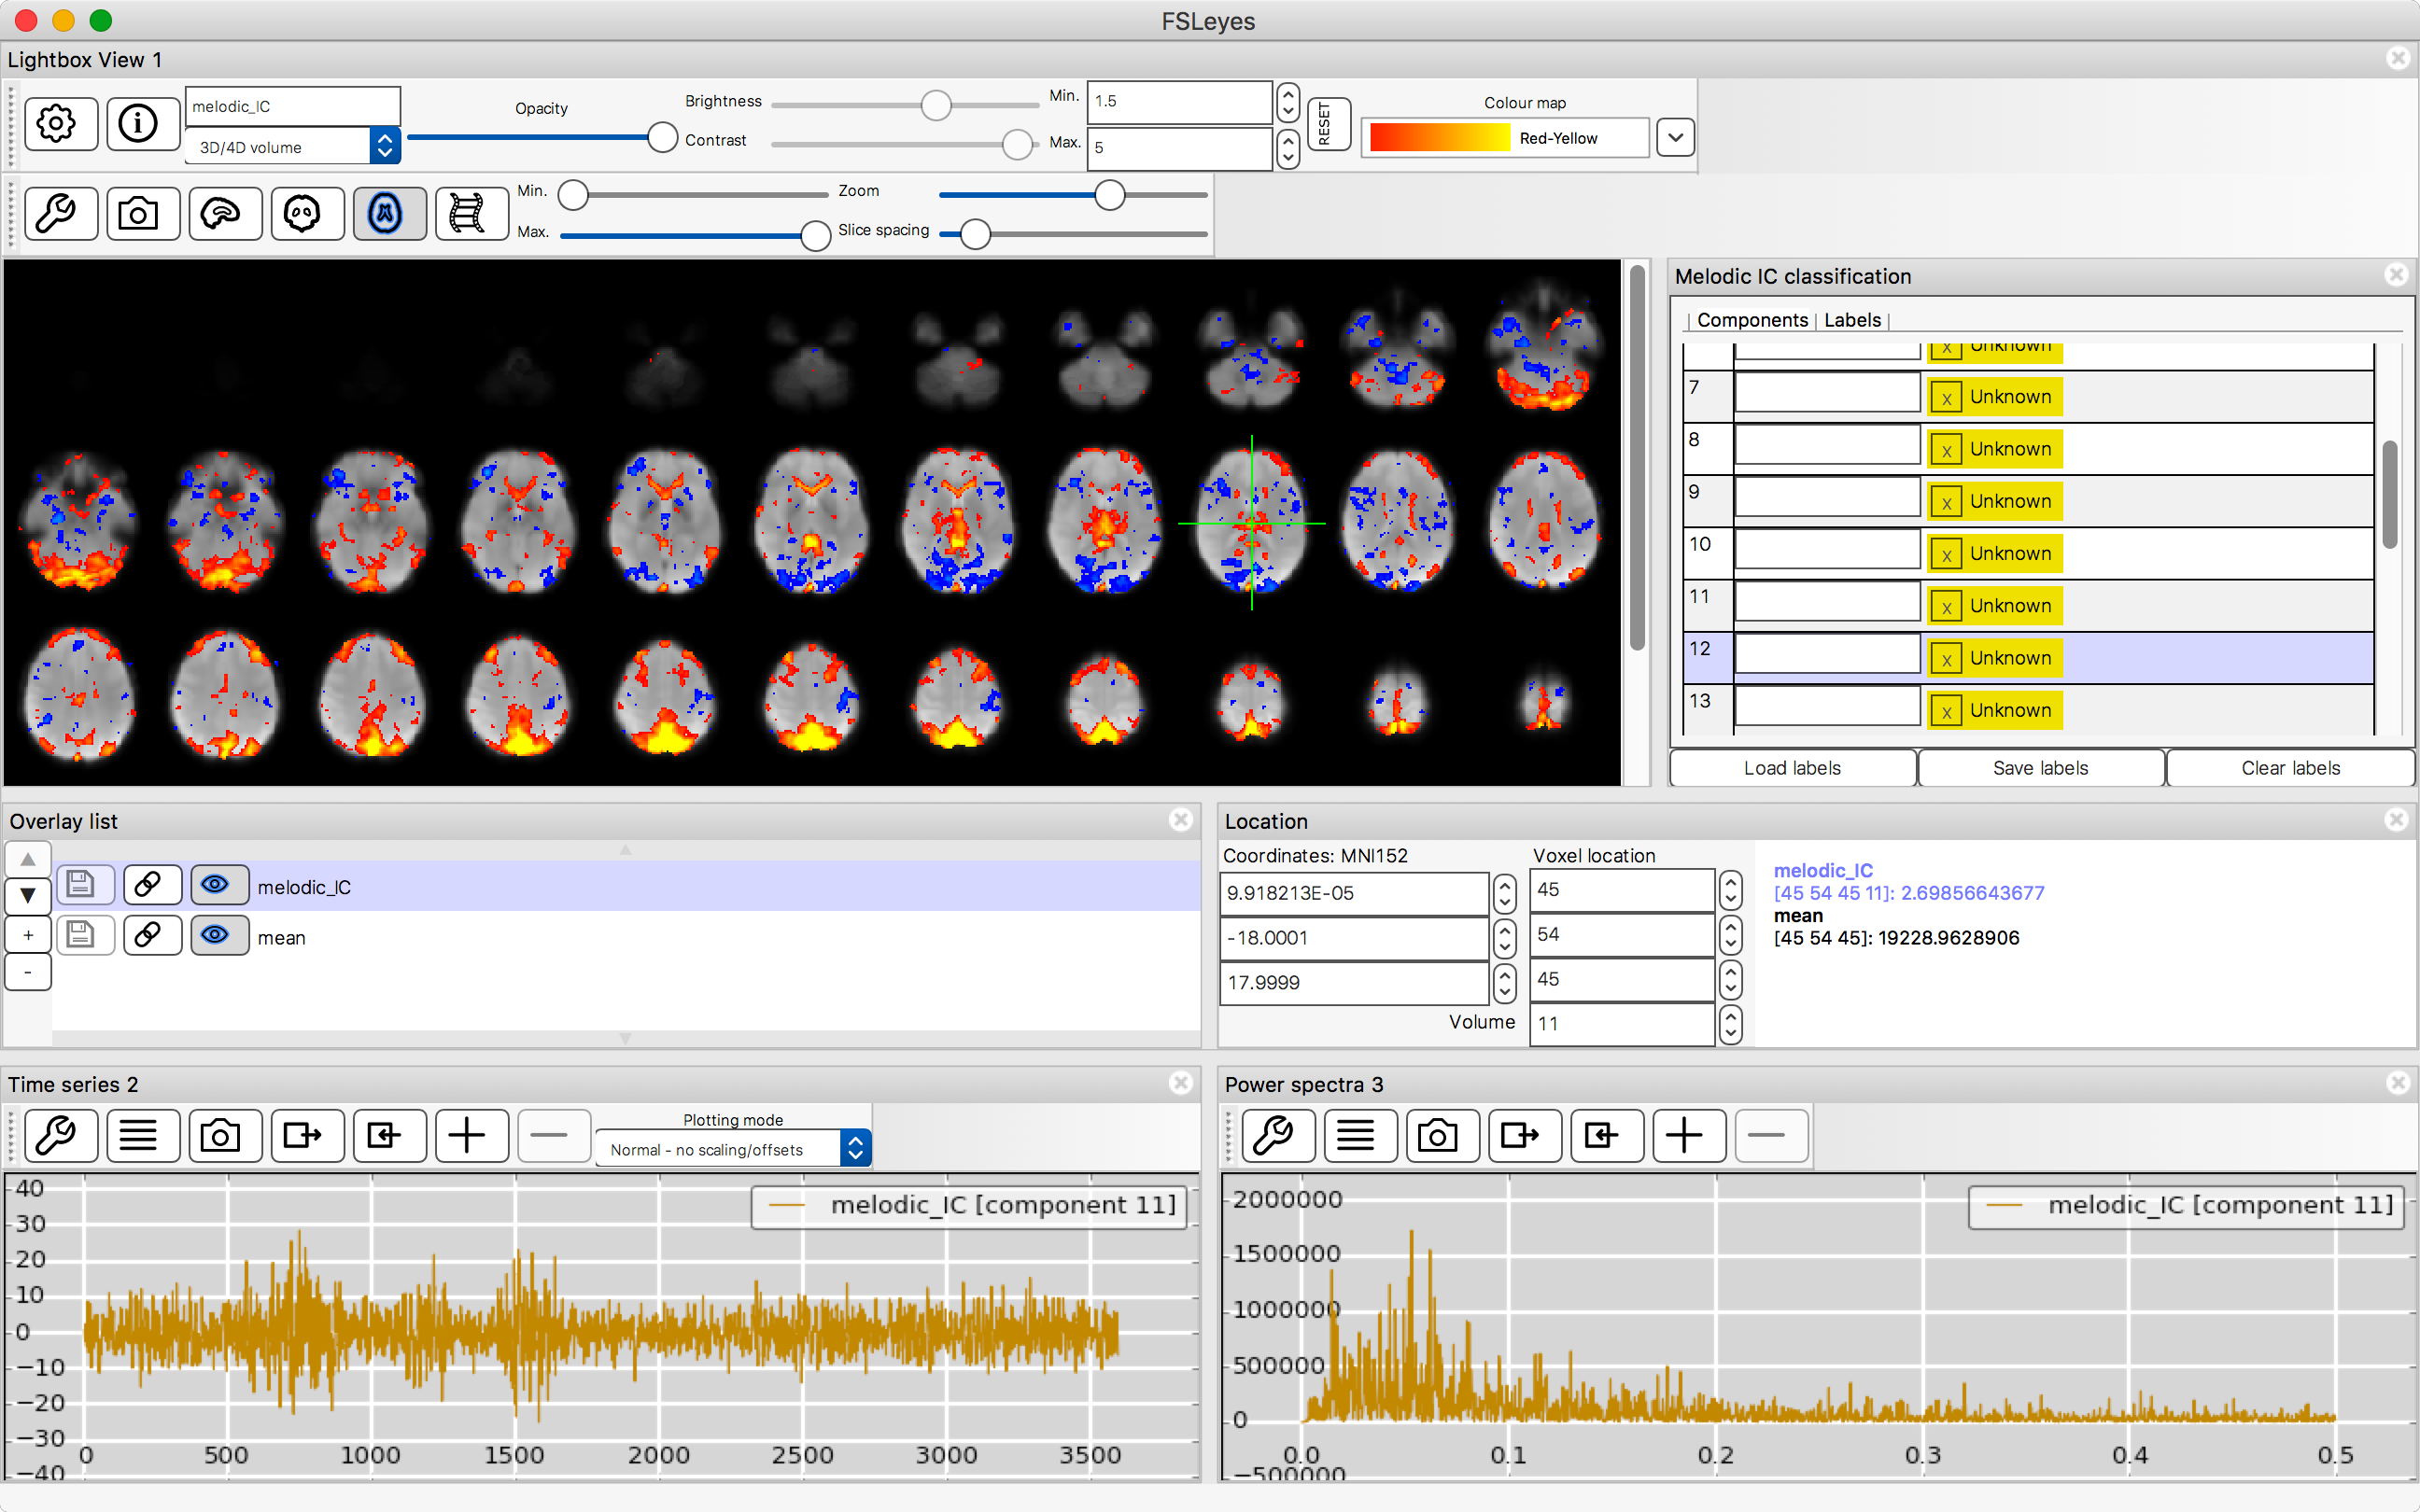 FSLeyes
Lightbox View 1
melodic_IC
3D/4D volume
Opacity
Brightness
Contrast
Min. 1.5
Max. 5
RESET
Colour map
Red-Yellow
Min.
Max.
Zoom
Slice spacing
Melodic IC classification
Components Labels
x Unknown
7 x Unknown
8 x Unknown
9 x Unknown
10 x Unknown
11 x Unknown
12 x Unknown
13 x Unknown
Load labels Save labels Clear labels
Overlay list
+
-
melodic_IC
mean
Location
Coordinates: MNI152
9.918213E-05
-18.0001
17.9999
Volume
Voxel location
45
54
45
11
melodic_IC
[45 54 45 11]: 2.69856643677
mean
[45 54 45]: 19228.9628906
Time series 2
Plotting mode
Normal - no scaling/offsets
melodic_IC [component 11]
40
30
20
10
0
−10
−20
−30
−40
0 500 1000 1500 2000 2500 3000 3500
Power spectra 3
melodic_IC [component 11]
2000000
1500000
1000000
500000
0
−500000
0.0 0.1 0.2 0.3 0.4 0.5